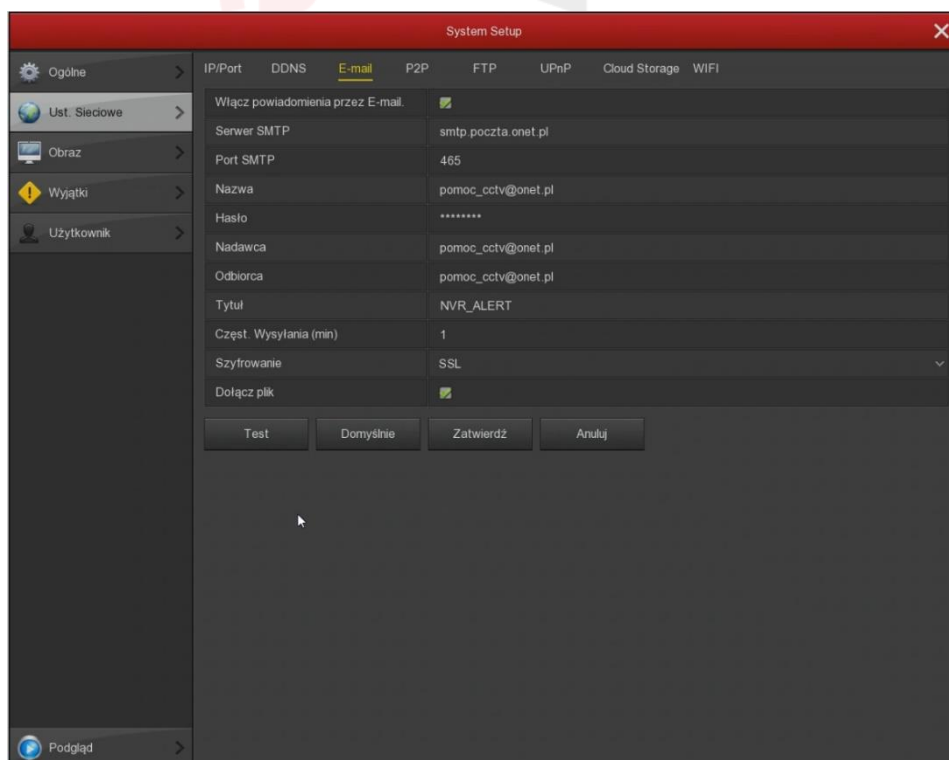 System Setup
Ogólne
Ust. Sieciowe
Obraz
Wyjątki
Użytkownik
Podgląd
IP/Port DDNS E-mail P2P FTP UPnP Cloud Storage WIFI
Włącz powiadomienia przez E-mail.
Serwer SMTP smtp.poczta.onet.pl
Port SMTP 465
Nazwa pomoc_cctv@onet.pl
Hasło ********
Nadawca pomoc_cctv@onet.pl
Odbiorca pomoc_cctv@onet.pl
Tytuł NVR_ALERT
Częst. Wysyłania (min) 1
Szyfrowanie SSL
Dołącz plik
Test Domyślnie Zatwierdź Anuluj